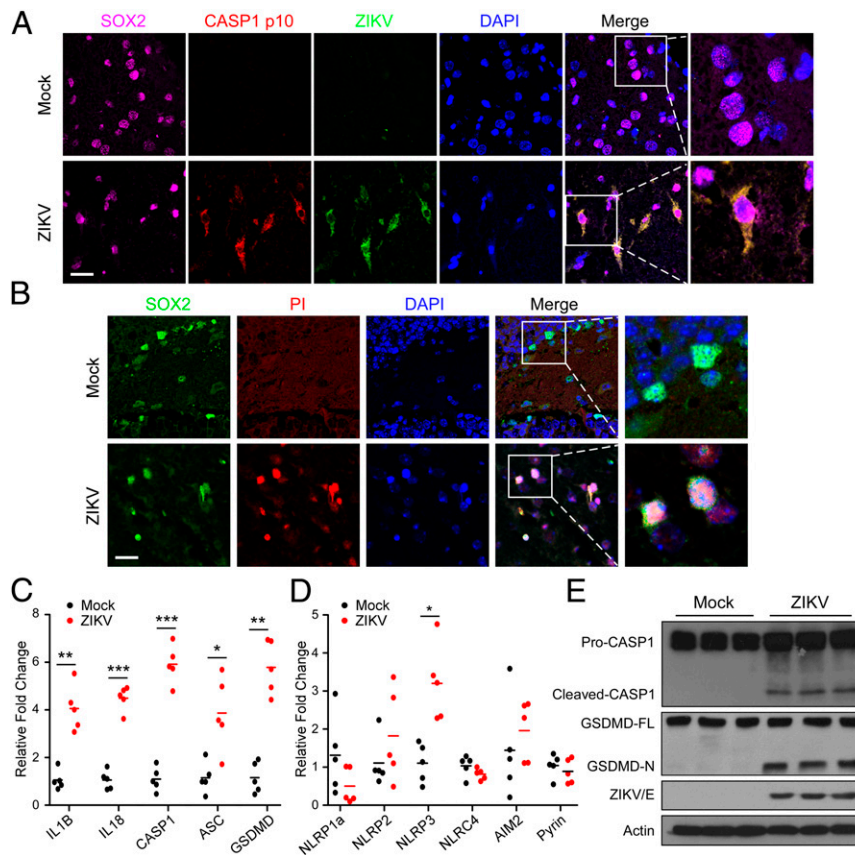 A
SOX2 CASP1 p10 ZIKV DAPI Merge
Mock
ZIKV
B
SOX2 PI DAPI Merge
Mock
ZIKV
C
Mock
ZIKV
Relative Fold Change
8
6
4
2
0
** *** *** * **
IL1B IL18 CASP1 ASC GSDMD
D
Mock
ZIKV
Relative Fold Change
5
4
3
2
1
0
*
NLRP1a NLRP2 NLRP3 NLRC4 AIM2 Pyrin
E
Mock ZIKV
Pro-CASP1
Cleaved-CASP1
GSDMD-FL
GSDMD-N
ZIKV/E
Actin